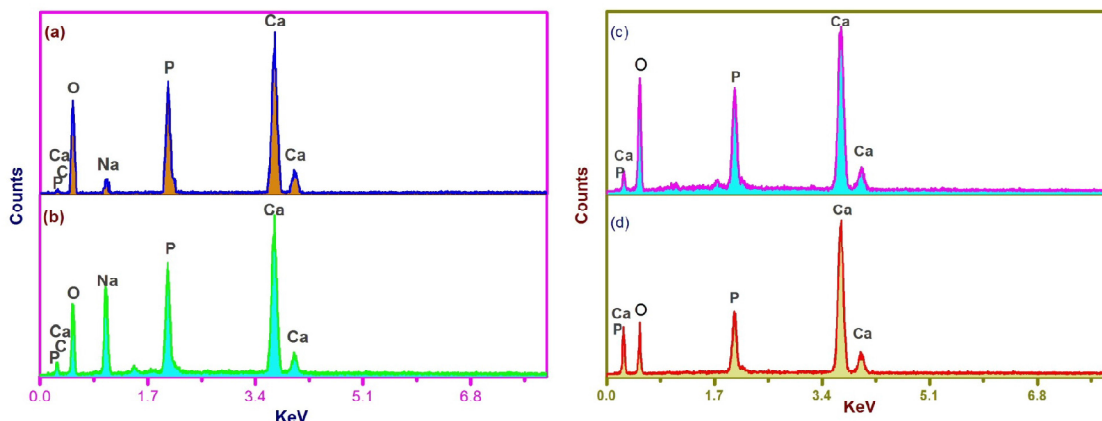 (a)
Ca
P
O
Ca
C
P
Na
Ca
Counts
(b)
Ca
P
Na
O
Ca
C
P
Ca
0.0 1.7 3.4 5.1 6.8
KeV
(c)
Ca
O
P
Ca
P
Ca
Counts
(d)
Ca
P
O
Ca
P
Ca
0.0 1.7 3.4 5.1 6.8
KeV